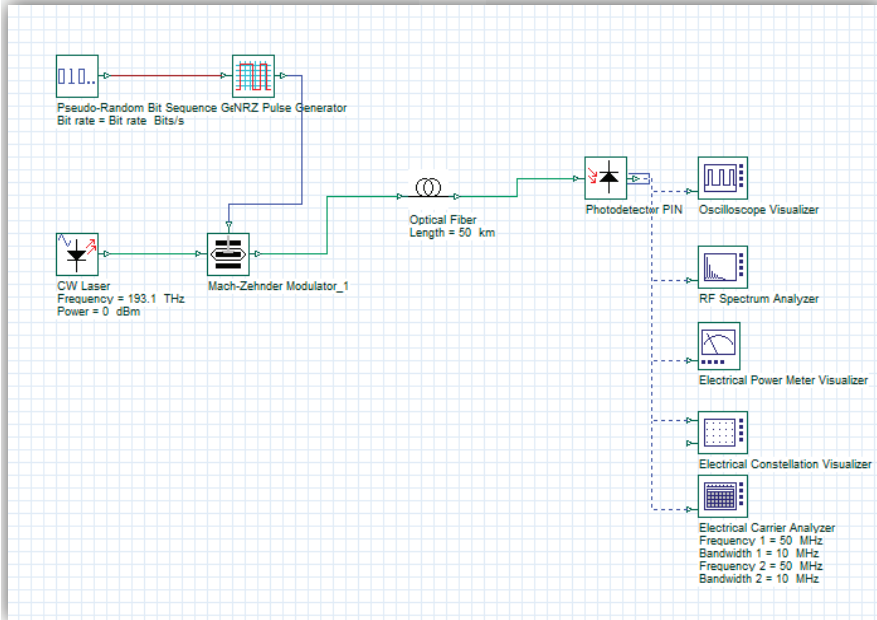 010..
Pseudo-Random Bit Sequence GeNRZ Pulse Generator
Bit rate = Bit rate Bits/s
CW Laser
Frequency = 193.1 THz
Power = 0 dBm
Mach-Zehnder Modulator_1
Optical Fiber
Length = 50 km
Photodetector PIN
Oscilloscope Visualizer
RF Spectrum Analyzer
Electrical Power Meter Visualizer
Electrical Constellation Visualizer
Electrical Carrier Analyzer
Frequency 1 = 50 MHz
Bandwidth 1 = 10 MHz
Frequency 2 = 50 MHz
Bandwidth 2 = 10 MHz